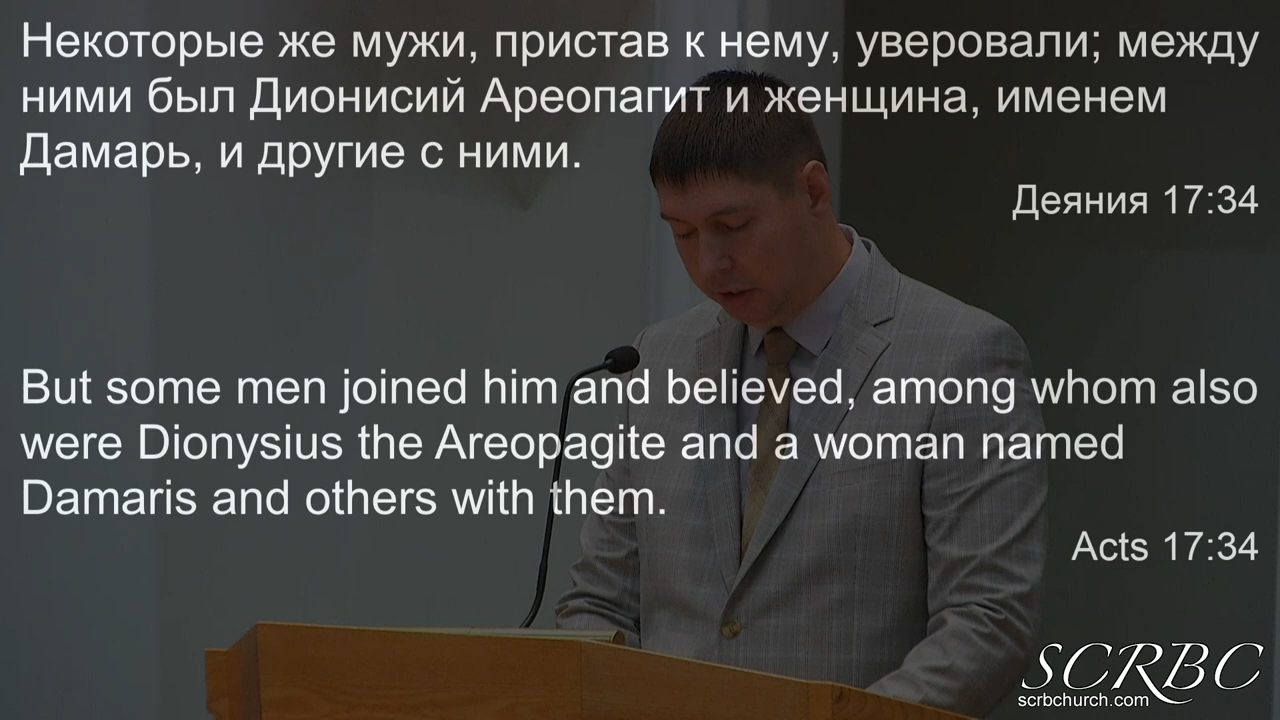 Некоторые же мужи, пристав к нему, уверовали; между
ними был Дионисий Ареопагит и женщина, именем
Дамарь, и другие с ними.
Деяния 17:34
But some men joined him and believed, among whom also
were Dionysius the Areopagite and a woman named
Damaris and others with them.
Acts 17:34
SCRBC
scrbchurch.com